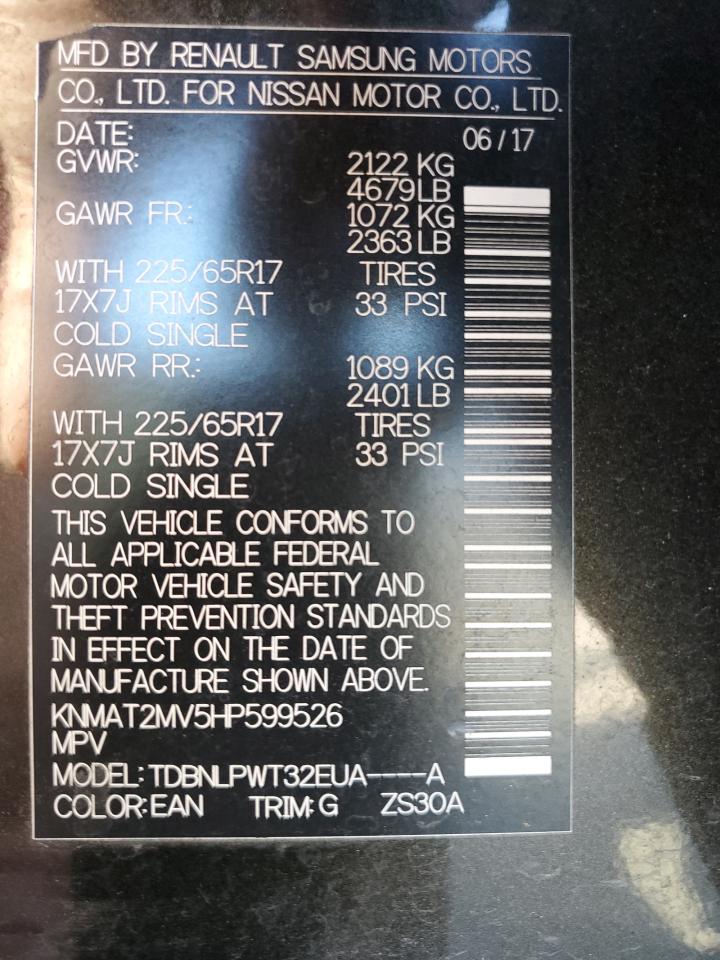 MFD BY RENAULT SAMSUNG MOTORS
CO., LTD. FOR NISSAN MOTOR CO., LTD.
DATE: 06 / 17
GVWR: 2122 KG
4679 LB
GAWR FR.: 1072 KG
2363 LB
WITH 225/65R17 TIRES
17X7J RIMS AT 33 PSI
COLD SINGLE
GAWR RR.: 1089 KG
2401 LB
WITH 225/65R17 TIRES
17X7J RIMS AT 33 PSI
COLD SINGLE
THIS VEHICLE CONFORMS TO
ALL APPLICABLE FEDERAL
MOTOR VEHICLE SAFETY AND
THEFT PREVENTION STANDARDS
IN EFFECT ON THE DATE OF
MANUFACTURE SHOWN ABOVE.
KNMAT2MV5HP599526
MPV
MODEL: TDBNLPWT32EUA----A
COLOR: EAN TRIM: G ZS30A